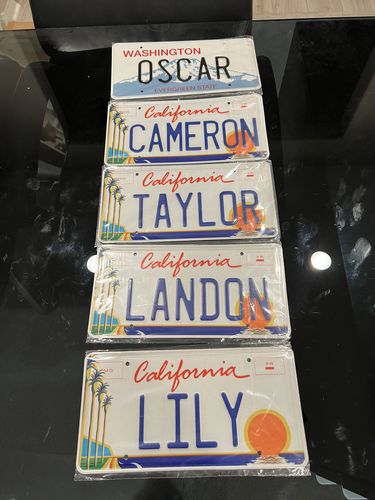 WASHINGTON
OSCAR
EVERGREEN STATE
California
CAMERON
California
TAYLOR
California
LANDON
California
LILY